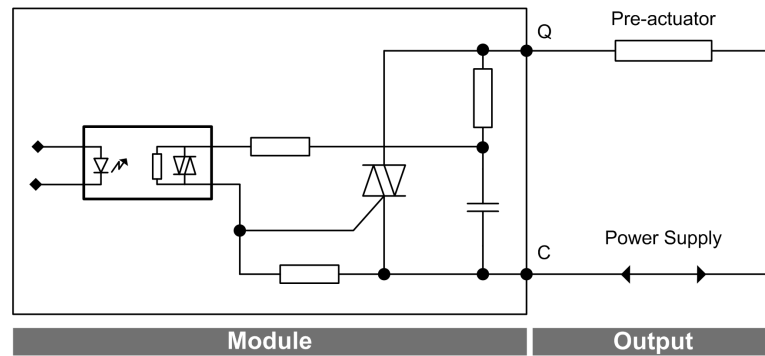 Pre-actuator
Q
Power Supply
C
Module
Output